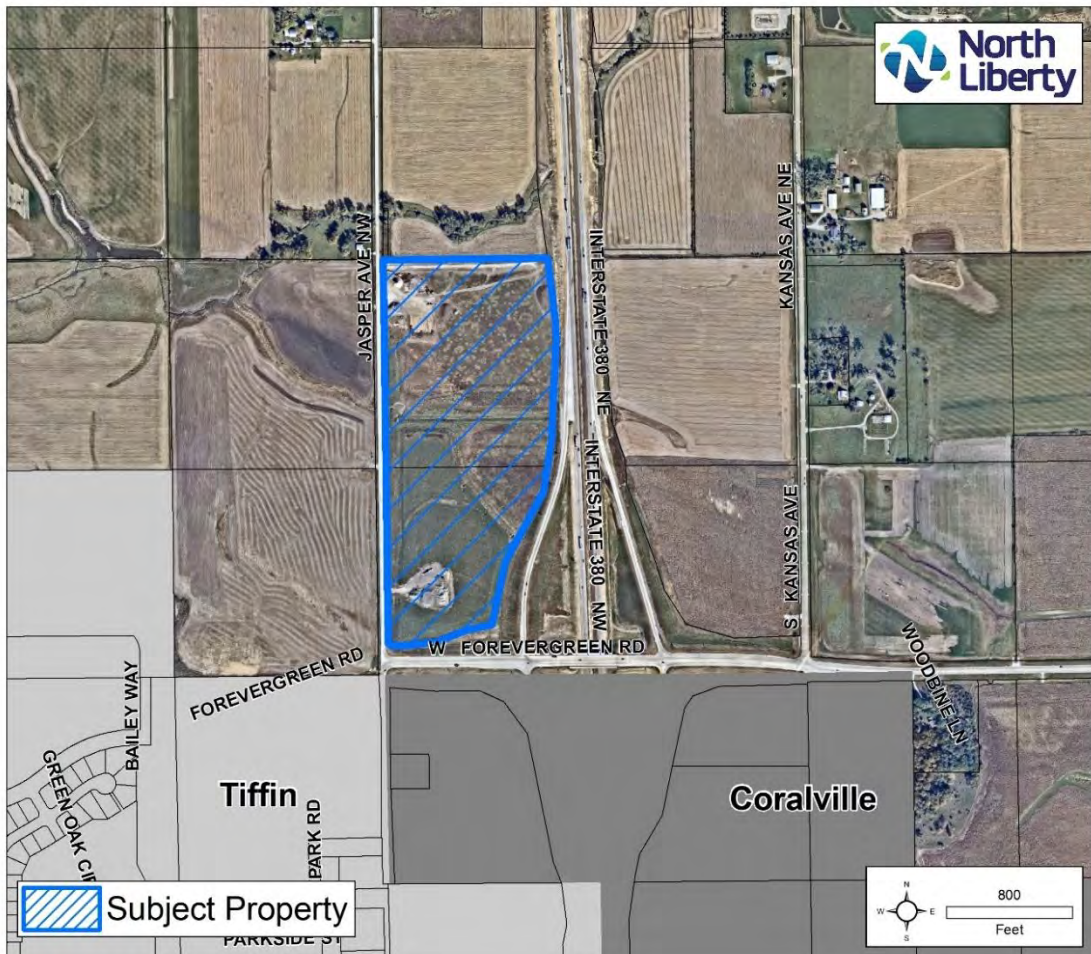 North
Liberty
JASPER AVE NW
INTERSTATE 380 NE
KANSAS AVE NE
INTERSTATE 380 NW
S KANSAS AVE
W FOREVERGREEN RD
FOREVERGREEN RD
WOODBINE LN
BAILEY WAY
GREEN OAK CIR
Tiffin
Coralville
PARK RD
Subject Property
PARKSIDE ST
N
W E
S
800
Feet